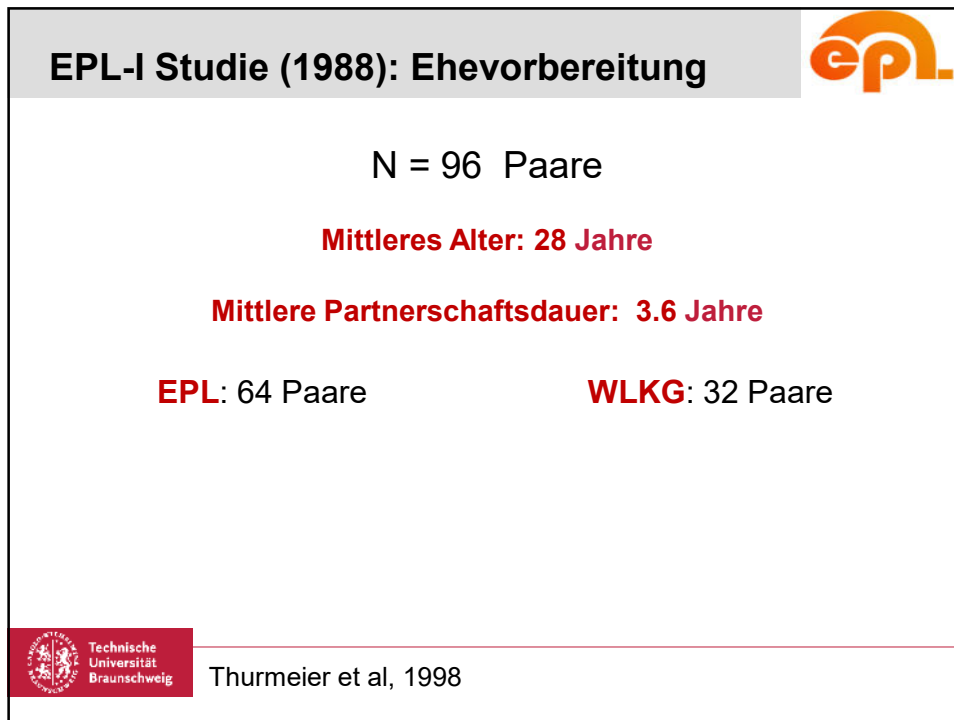 EPL-I Studie (1988): Ehevorbereitung
epl.
N = 96 Paare
Mittleres Alter: 28 Jahre
Mittlere Partnerschaftsdauer: 3.6 Jahre
EPL: 64 Paare
WLKG: 32 Paare
Technische
Universität
Braunschweig
Thurmeier et al, 1998